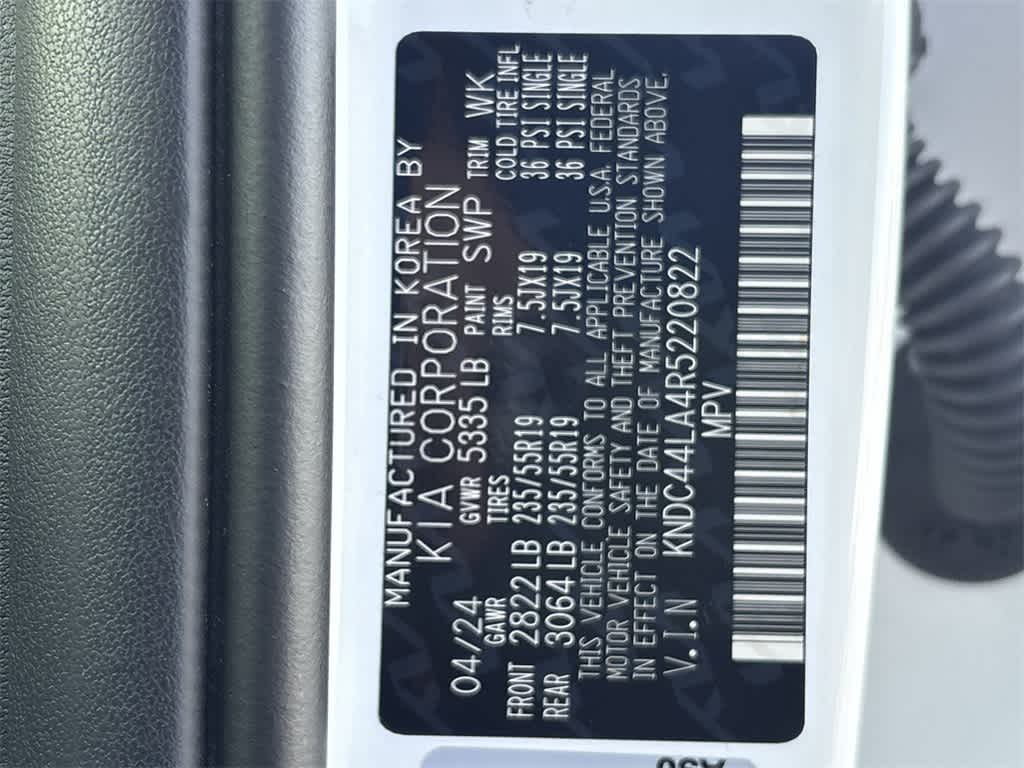 MANUFACTURED IN KOREA BY
KIA CORPORATION
04/24 GVWR 5335 LB PAINT SWP TRIM WK
GAWR TIRES RIMS COLD TIRE INFL
FRONT 2822 LB 235/55R19 7.5JX19 36 PSI SINGLE
REAR 3064 LB 235/55R19 7.5JX19 36 PSI SINGLE
THIS VEHICLE CONFORMS TO ALL APPLICABLE U.S.A. FEDERAL
MOTOR VEHICLE SAFETY AND THEFT PREVENTION STANDARDS
IN EFFECT ON THE DATE OF MANUFACTURE SHOWN ABOVE.
V.I.N KNDC44LA4R5220822
MPV